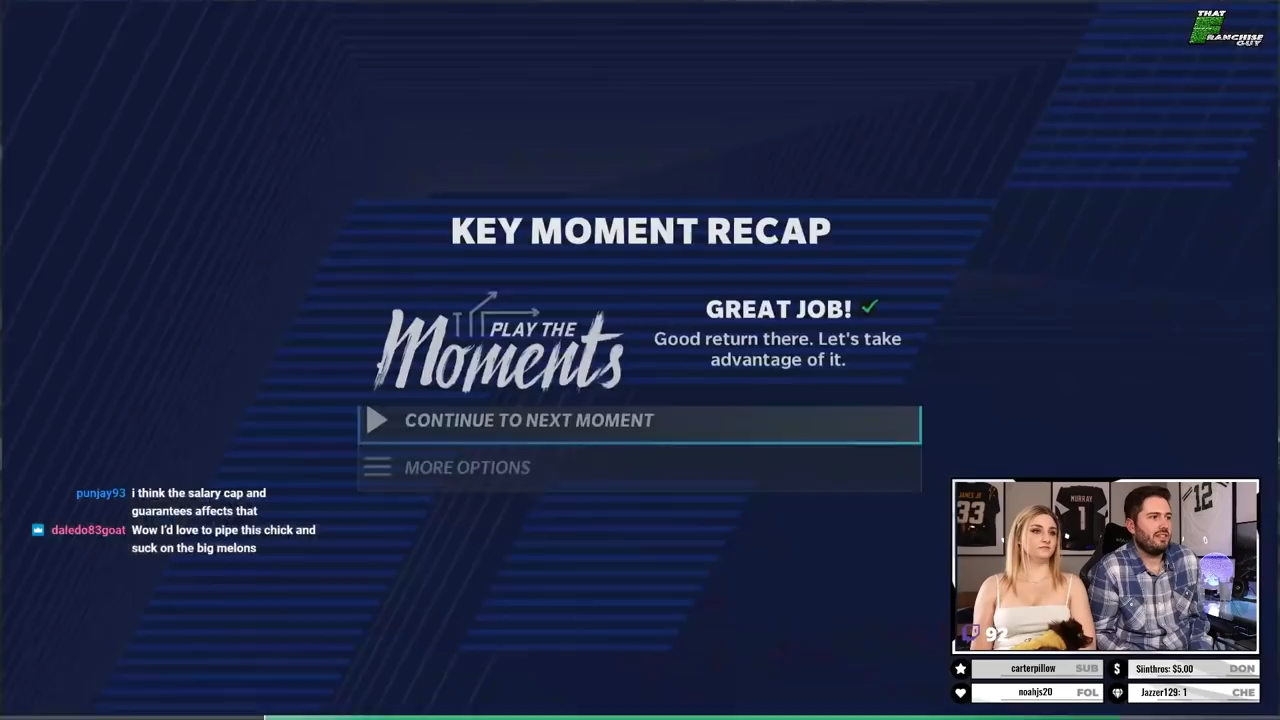 THAT
FRANCHISE
GUY
KEY MOMENT RECAP
PLAY THE
Moments
GREAT JOB!
Good return there. Let's take
advantage of it.
CONTINUE TO NEXT MOMENT
MORE OPTIONS
punjay93 i think the salary cap and
guarantees affects that
daledo83goat Wow I'd love to pipe this chick and
suck on the big melons
JAMES JR
33
MURRAY
1
12
92
carterpillow SUB
$ Siinthros: $5.00 DON
noahjs20 FOL
Jazzer129: 1 CHE